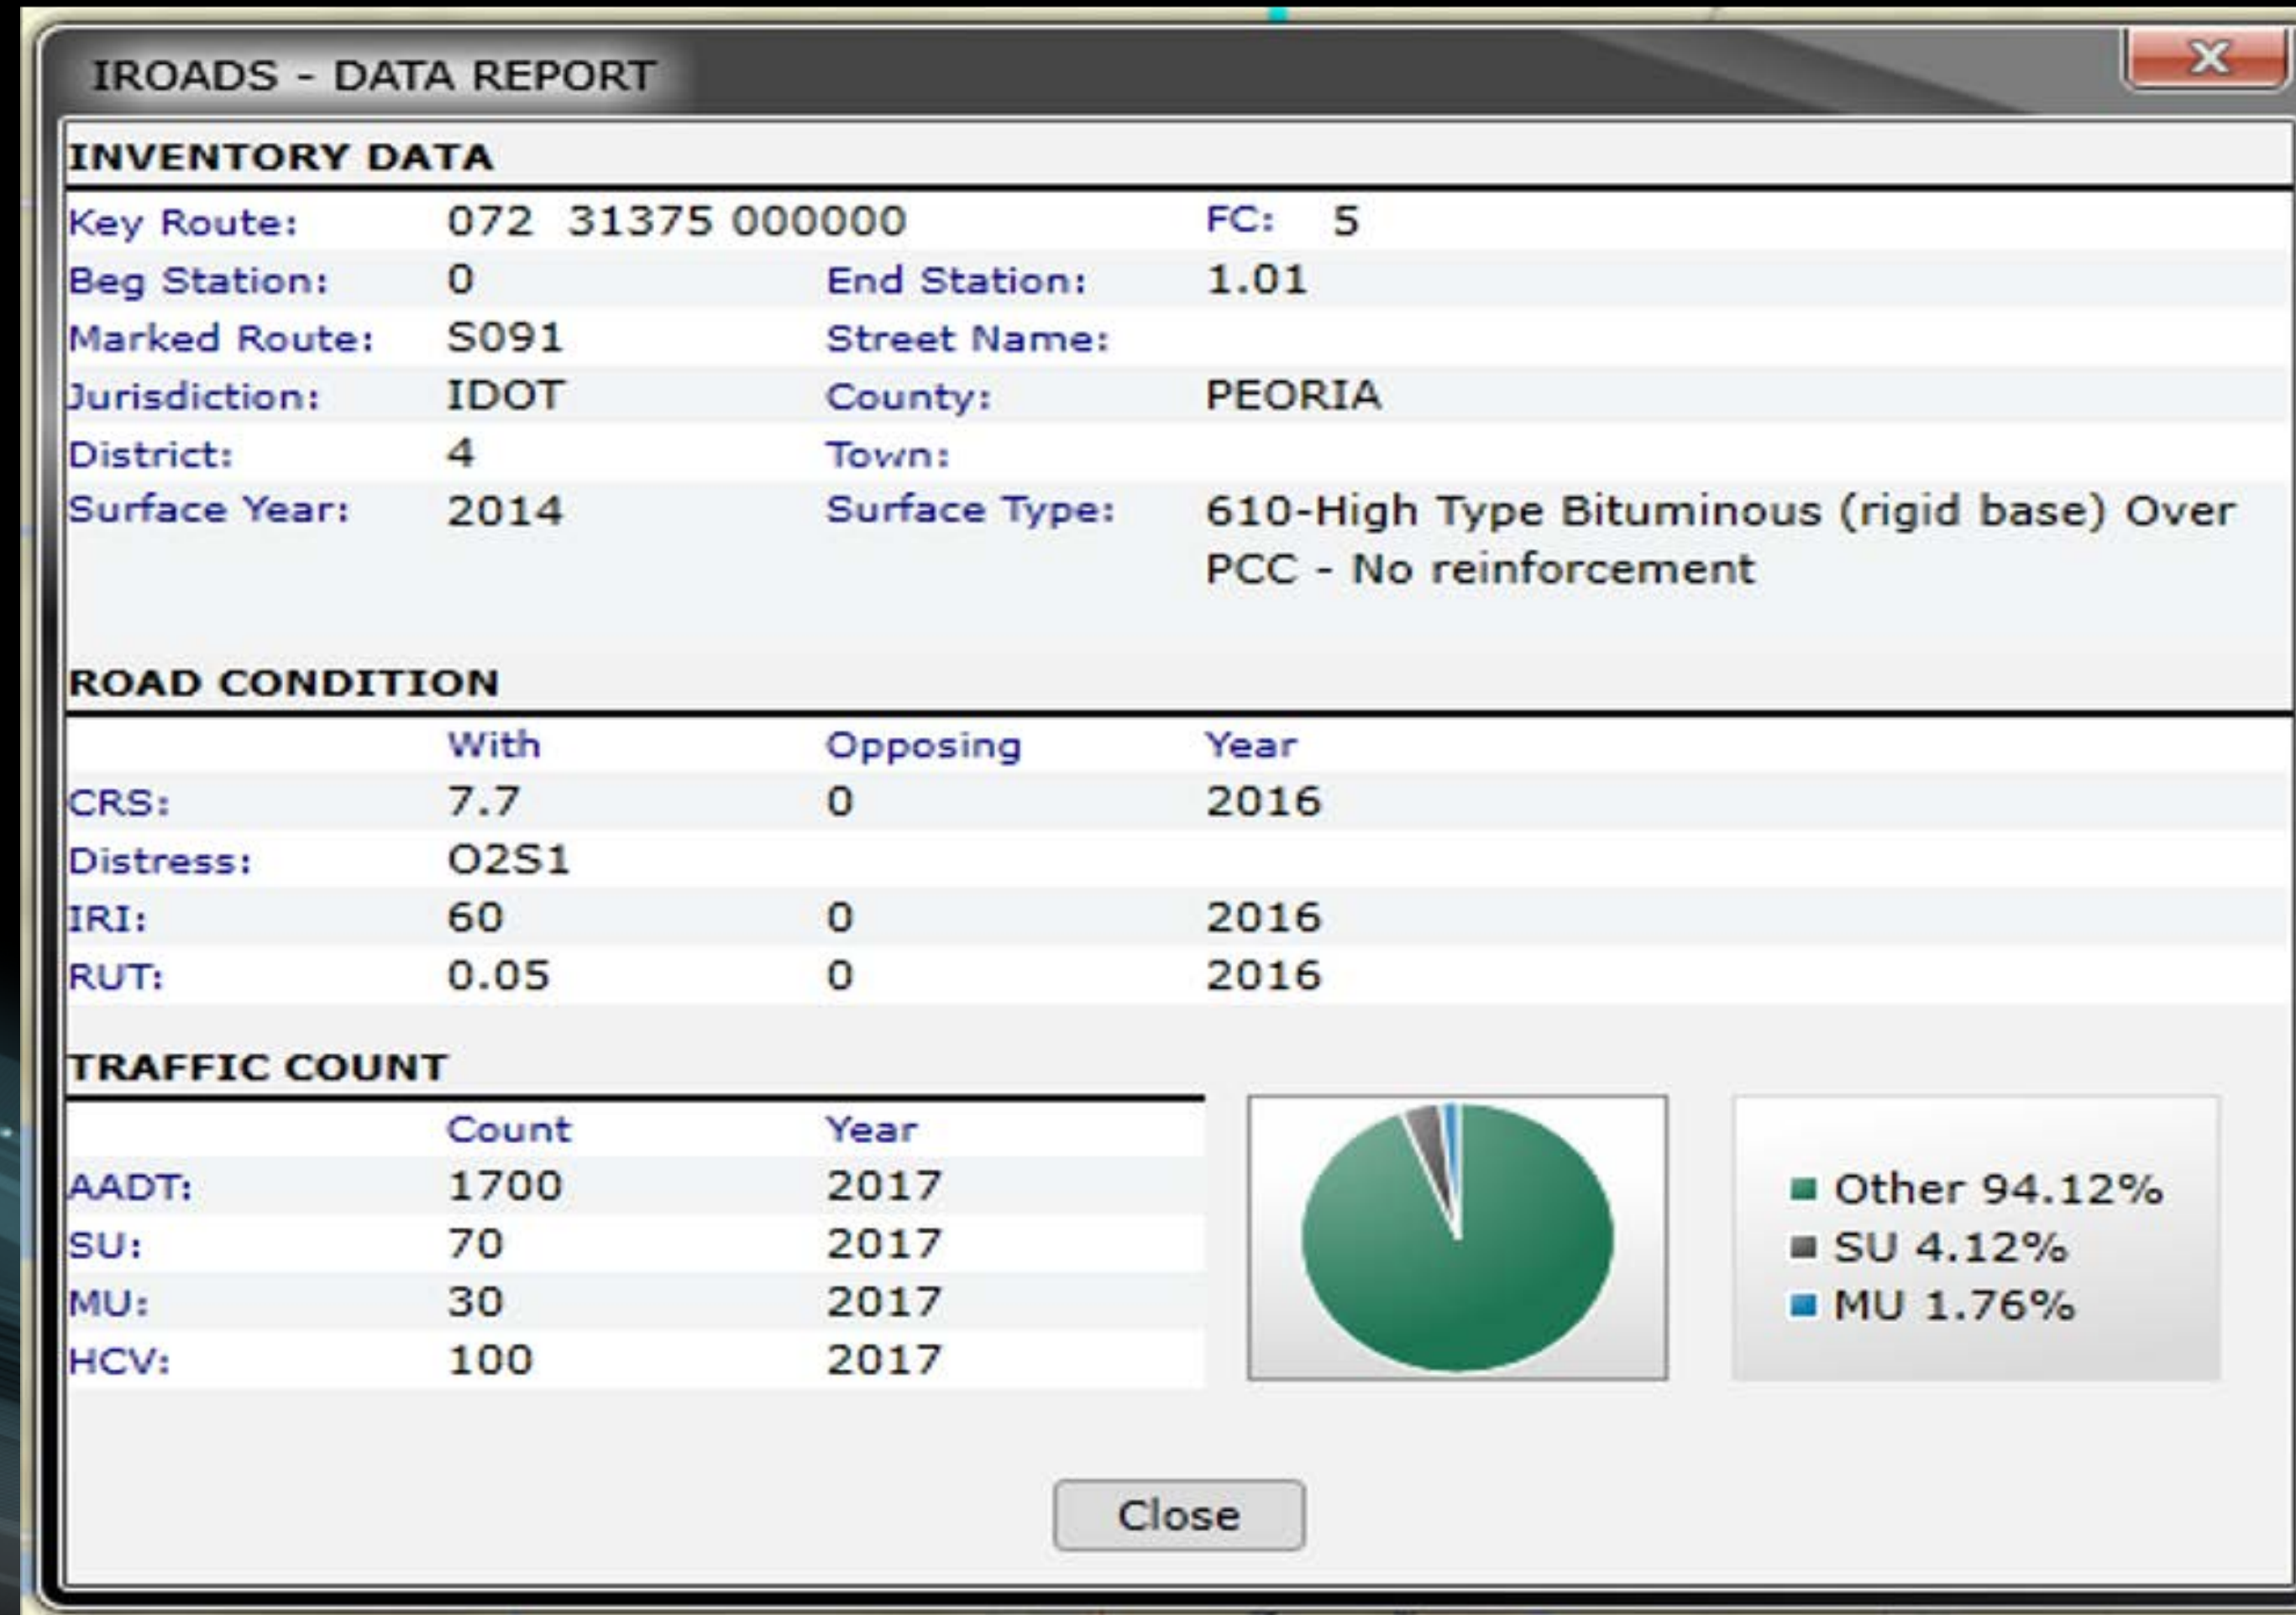 IROADS - DATA REPORT
X
INVENTORY DATA
Key Route: 072 31375 000000 FC: 5
Beg Station: 0 End Station: 1.01
Marked Route: S091 Street Name:
Jurisdiction: IDOT County: PEORIA
District: 4 Town:
Surface Year: 2014 Surface Type: 610-High Type Bituminous (rigid base) Over
PCC - No reinforcement
ROAD CONDITION
With Opposing Year
CRS: 7.7 0 2016
Distress: O2S1
IRI: 60 0 2016
RUT: 0.05 0 2016
TRAFFIC COUNT
Count Year
AADT: 1700 2017
SU: 70 2017
MU: 30 2017
HCV: 100 2017
Other 94.12%
SU 4.12%
MU 1.76%
Close